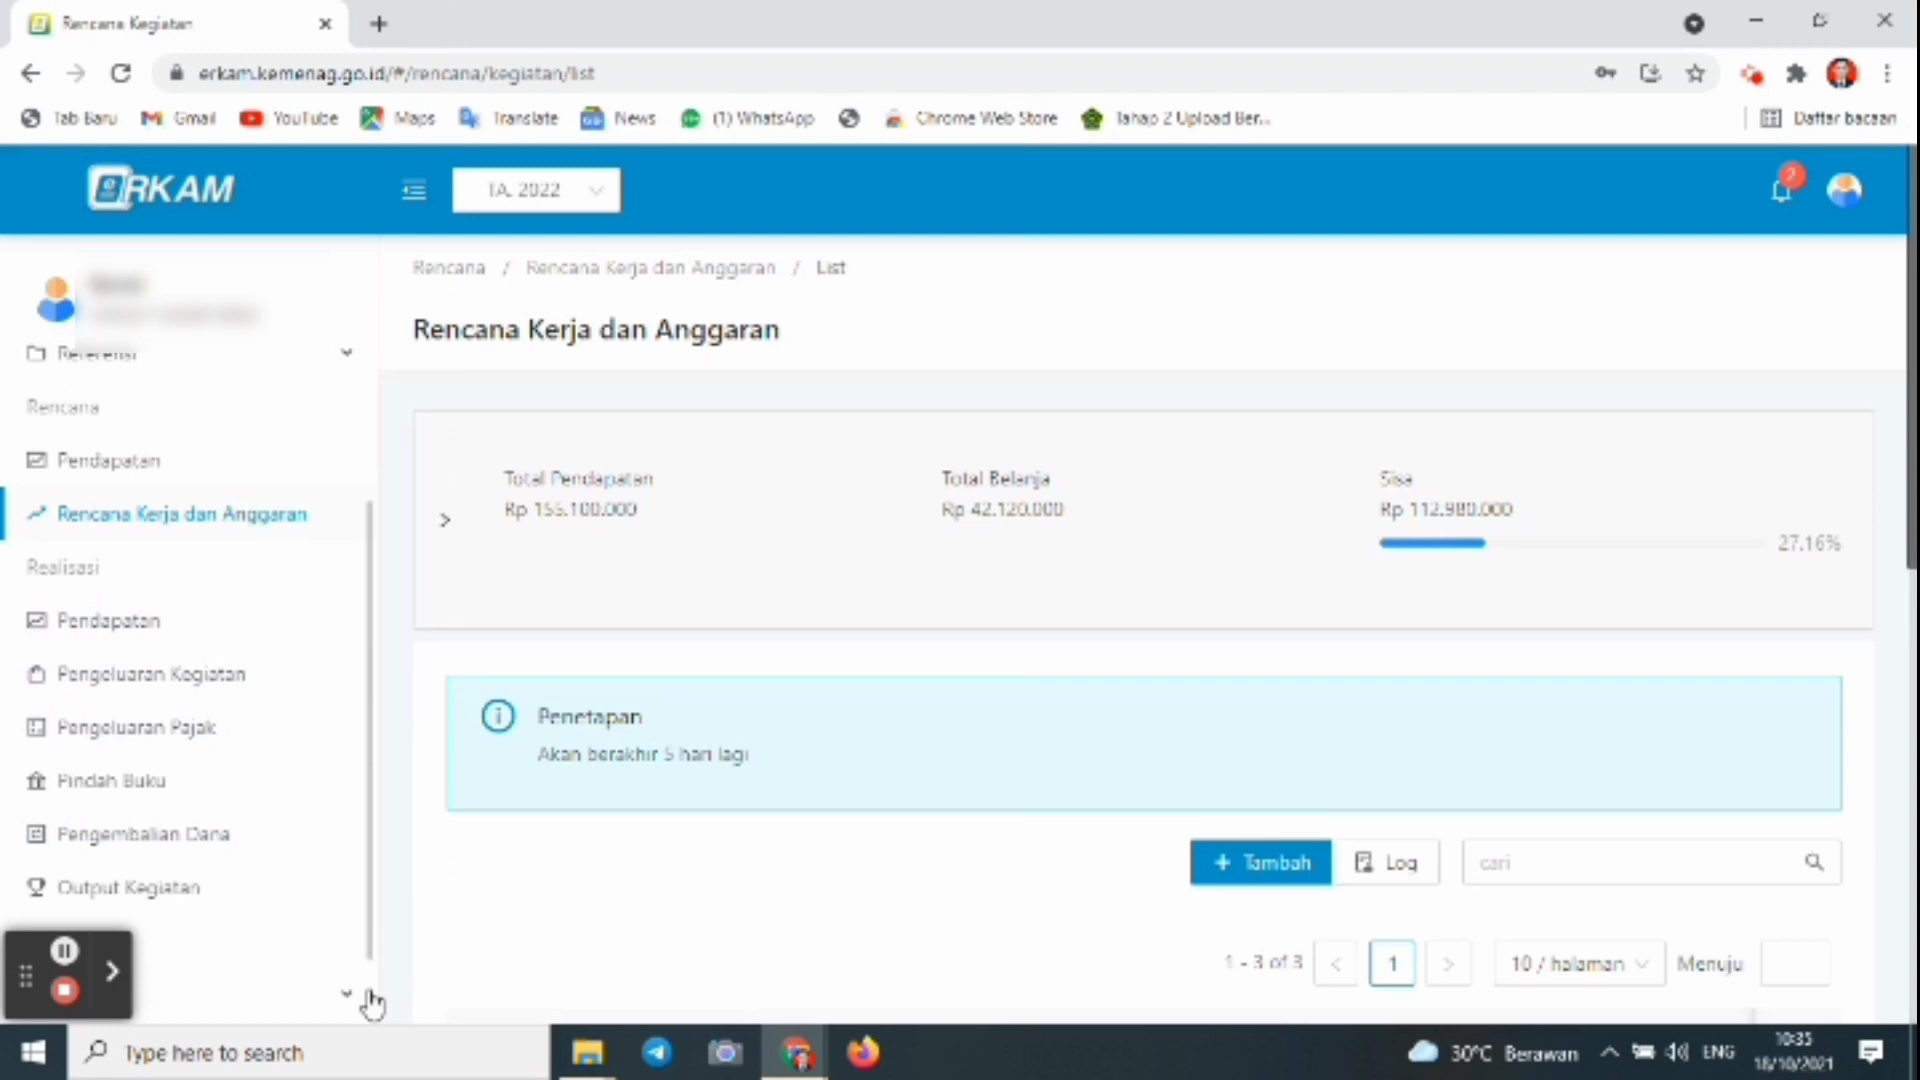 Rencana Kegiatan
erkam.kemenag.go.id/#/rencana/kegiatan/list
Tab Baru Gmail YouTube Maps Translate News (1) WhatsApp Chrome Web Store Tahap 2 Upload Ber... Daftar bacaan
eRKAM TA. 2022 2
Rencana / Rencana Kerja dan Anggaran / List
Rencana Kerja dan Anggaran
Referensi
Rencana
Pendapatan
Rencana Kerja dan Anggaran
Realisasi
Pendapatan
Pengeluaran Kegiatan
Pengeluaran Pajak
Pindah Buku
Pengembalian Dana
Output Kegiatan
Total Pendapatan
Rp 155.100.000
Total Belanja
Rp 42.120.000
Sisa
Rp 112.980.000
27.16%
Penetapan
Akan berakhir 5 hari lagi
+ Tambah Log cari
1 - 3 of 3 < 1 > 10 / halaman Menuju
Type here to search
30°C Berawan ENG
10:35
18/10/2021